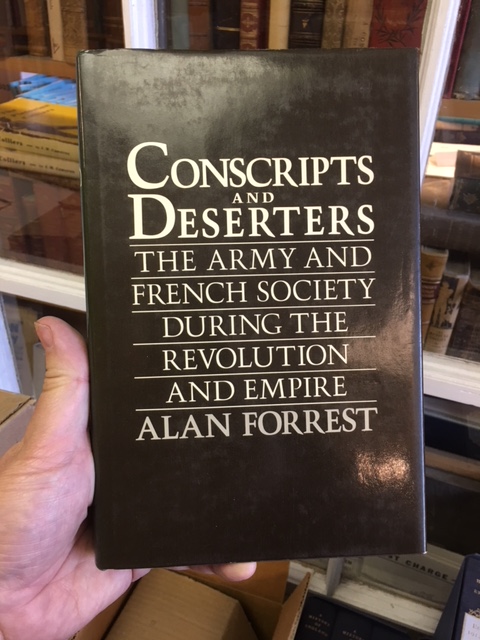 CONSCRIPTS
AND
DESERTERS
THE ARMY AND
FRENCH SOCIETY
DURING THE
REVOLUTION
AND EMPIRE
ALAN FORREST